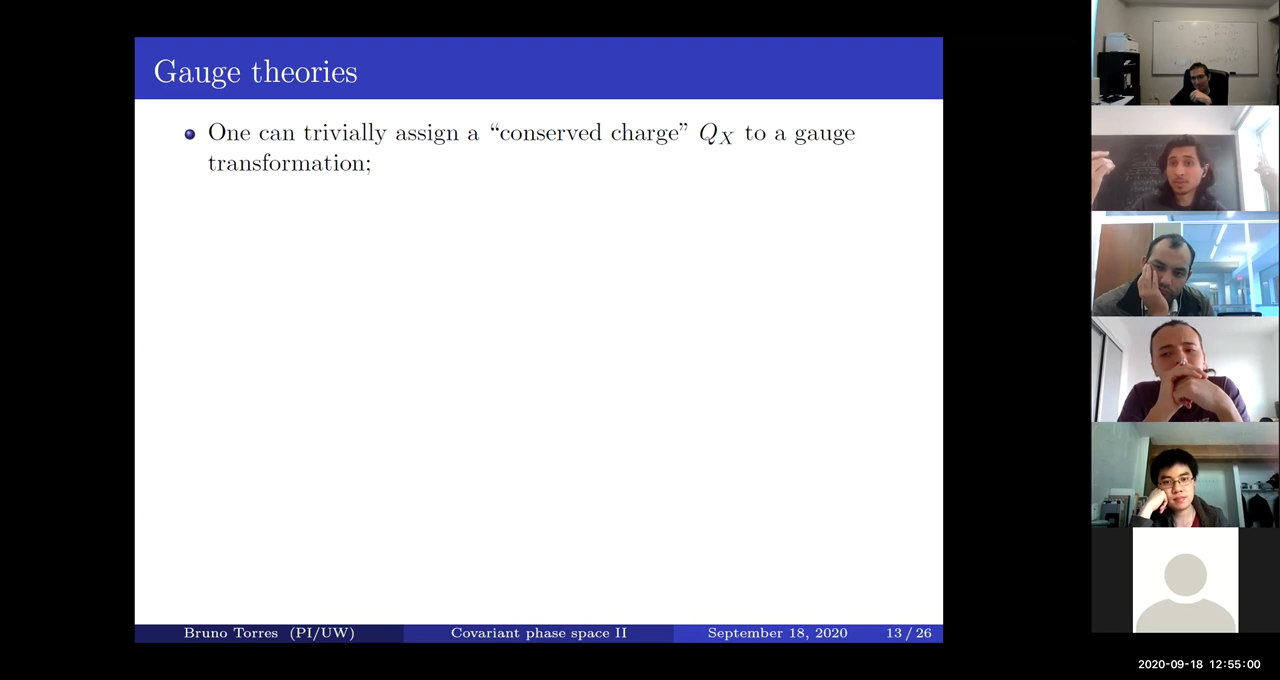 Gauge theories
One can trivially assign a “conserved charge” Q_X to a gauge
transformation;
Bruno Torres (PI/UW) Covariant phase space II September 18, 2020 13 / 26
2020-09-18 12:55:00